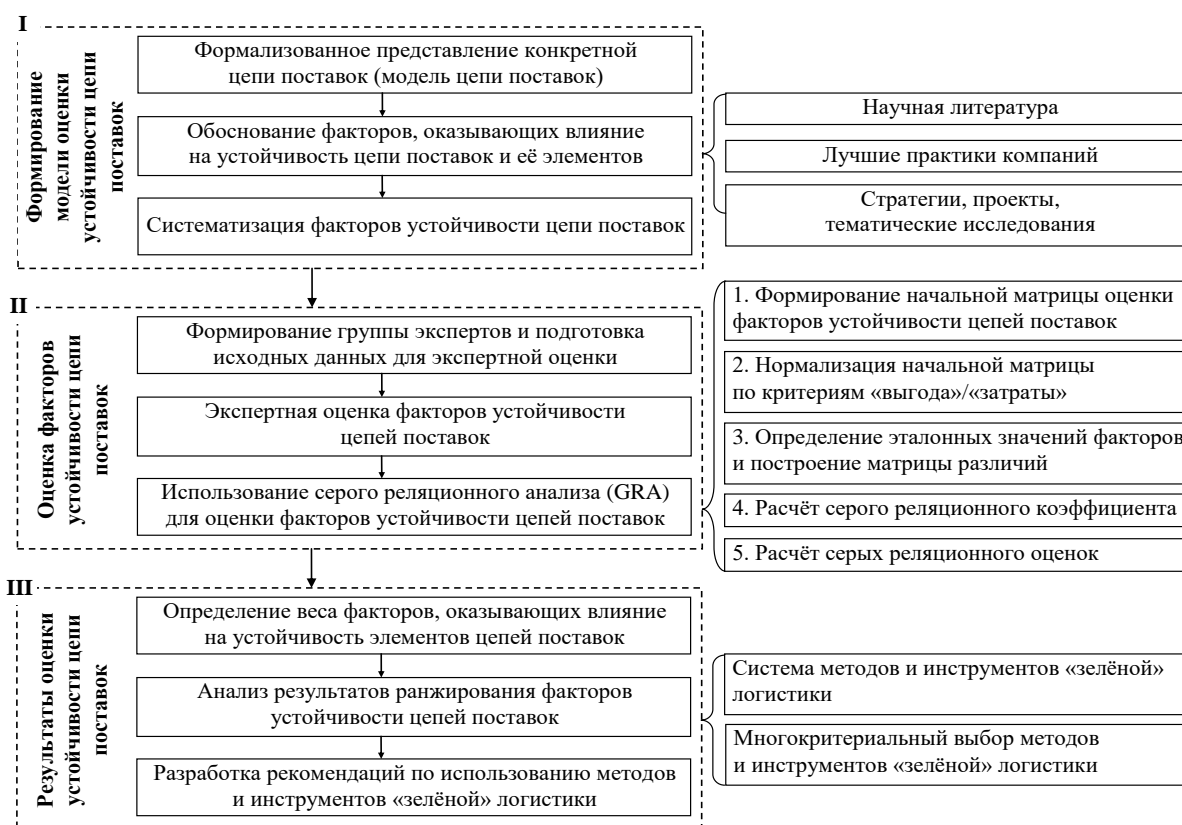 I
Формирование
модели оценки
устойчивости цепи
поставок
Формализованное представление конкретной
цепи поставок (модель цепи поставок)
Обоснование факторов, оказывающих влияние
на устойчивость цепи поставок и её элементов
Систематизация факторов устойчивости цепи поставок
Научная литература
Лучшие практики компаний
Стратегии, проекты,
тематические исследования
II
Оценка факторов
устойчивости цепи
поставок
Формирование группы экспертов и подготовка
исходных данных для экспертной оценки
Экспертная оценка факторов устойчивости
цепей поставок
Использование серого реляционного анализа (GRA)
для оценки факторов устойчивости цепей поставок
1. Формирование начальной матрицы оценки
факторов устойчивости цепей поставок
2. Нормализация начальной матрицы
по критериям «выгода»/«затраты»
3. Определение эталонных значений факторов
и построение матрицы различий
4. Расчёт серого реляционного коэффициента
5. Расчёт серых реляционного оценок
III
Результаты оценки
устойчивости цепи
поставок
Определение веса факторов, оказывающих влияние
на устойчивость элементов цепей поставок
Анализ результатов ранжирования факторов
устойчивости цепей поставок
Разработка рекомендаций по использованию методов
и инструментов «зелёной» логистики
Система методов и инструментов «зелёной»
логистики
Многокритериальный выбор методов
и инструментов «зелёной» логистики